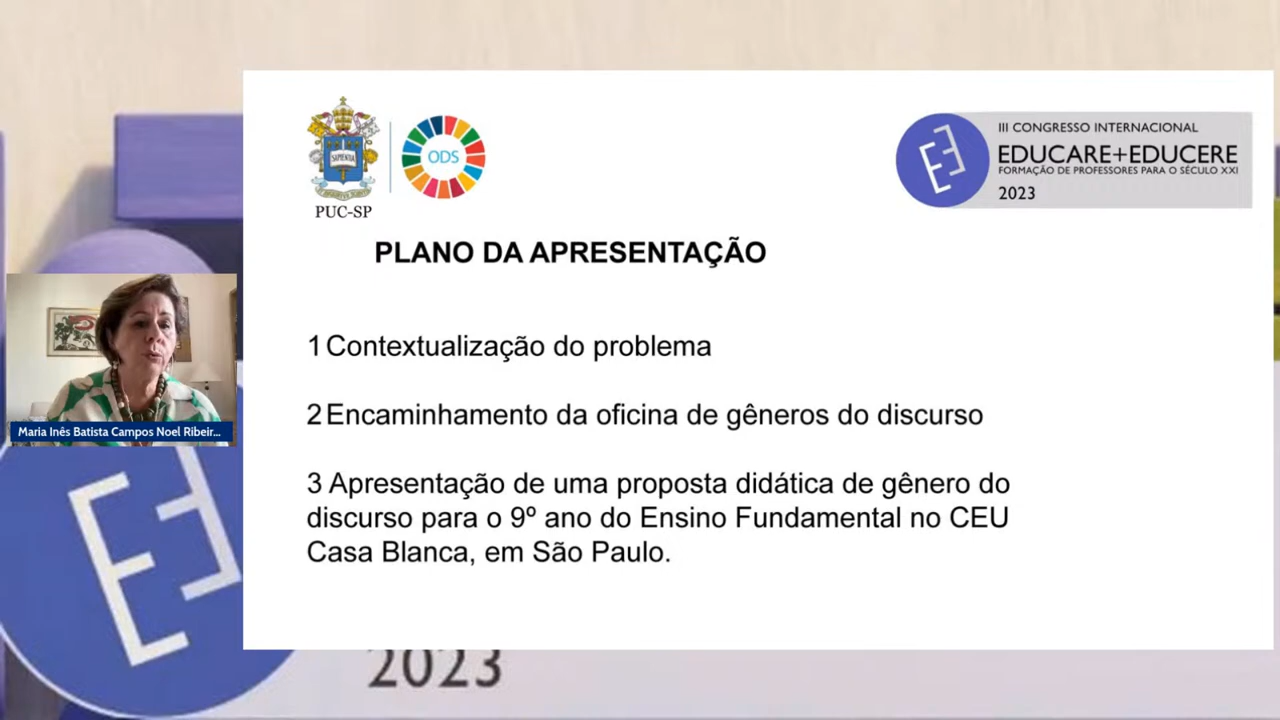 ODS
SAPIENTIA
PUC-SP
III CONGRESSO INTERNACIONAL
EDUCARE+EDUCERE
FORMAÇÃO DE PROFESSORES PARA O SÉCULO XXI
2023
PLANO DA APRESENTAÇÃO
1 Contextualização do problema
2 Encaminhamento da oficina de gêneros do discurso
3 Apresentação de uma proposta didática de gênero do
discurso para o 9º ano do Ensino Fundamental no CEU
Casa Blanca, em São Paulo.
Maria Inês Batista Campos Noel Ribeir...
2023